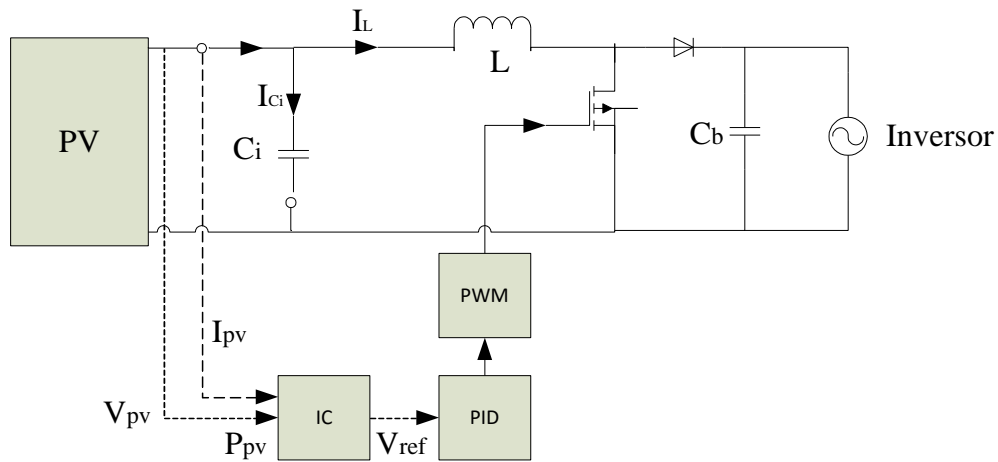 PV
IL
L
ICi
Ci
Cb
Inversor
PWM
Ipv
Vpv
Ppv
IC
Vref
PID